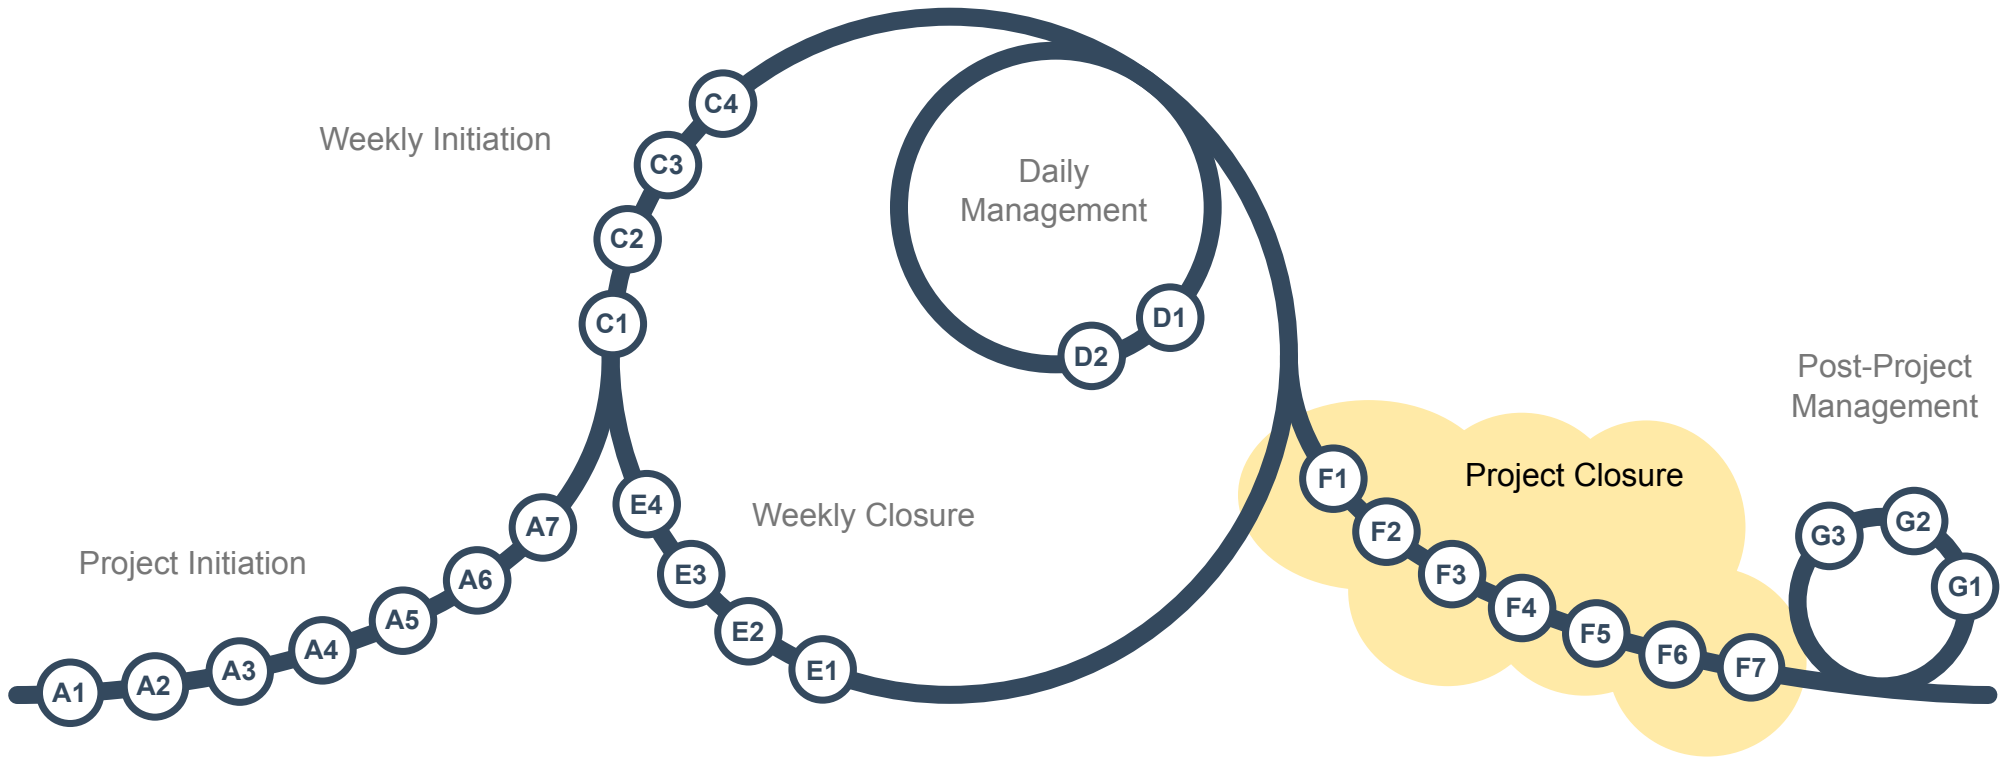 Project Initiation
A1
A2
A3
A4
A5
A6
A7
Weekly Initiation
C1
C2
C3
C4
Daily
Management
D1
D2
Weekly Closure
E1
E2
E3
E4
Project Closure
F1
F2
F3
F4
F5
F6
F7
Post-Project
Management
G1
G2
G3